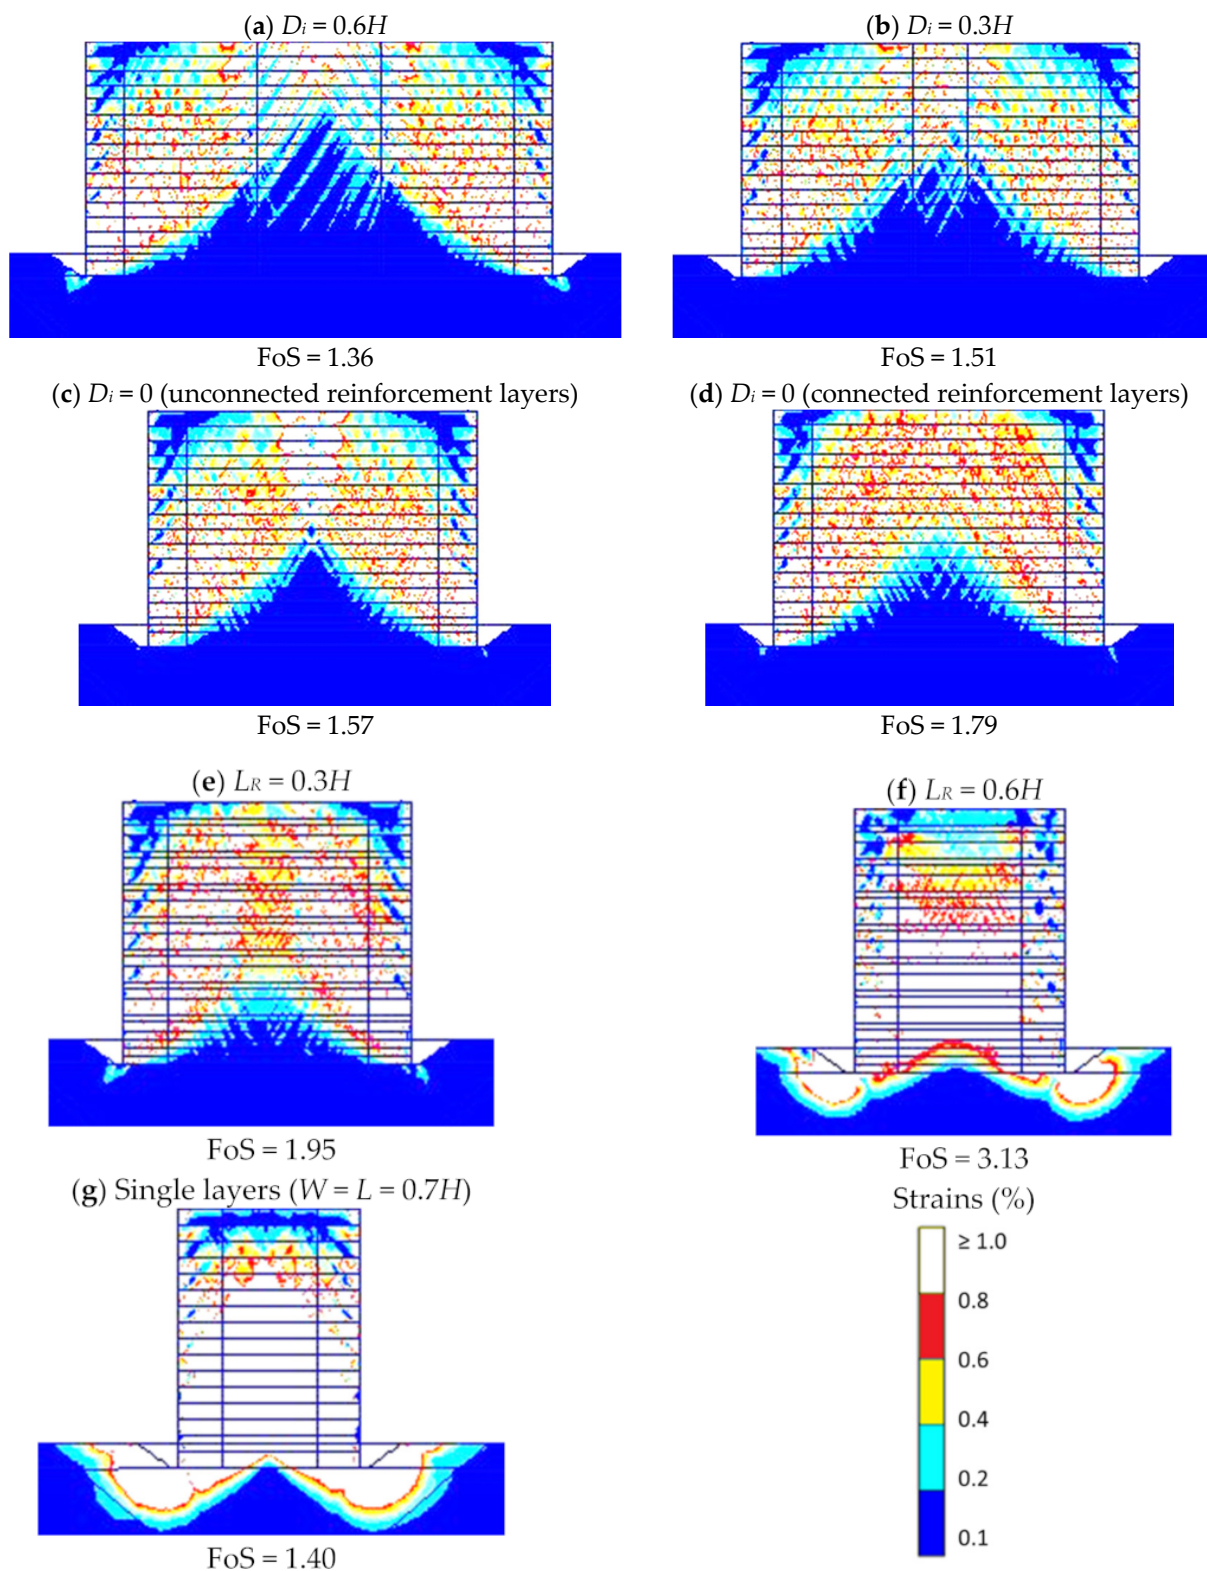 (a) Di = 0.6H
(b) Di = 0.3H
FoS = 1.36
FoS = 1.51
(c) Di = 0 (unconnected reinforcement layers)
(d) Di = 0 (connected reinforcement layers)
FoS = 1.57
FoS = 1.79
(e) LR = 0.3H
(f) LR = 0.6H
FoS = 1.95
FoS = 3.13
(g) Single layers (W = L = 0.7H)
Strains (%)
≥ 1.0
0.8
0.6
0.4
0.2
0.1
FoS = 1.40